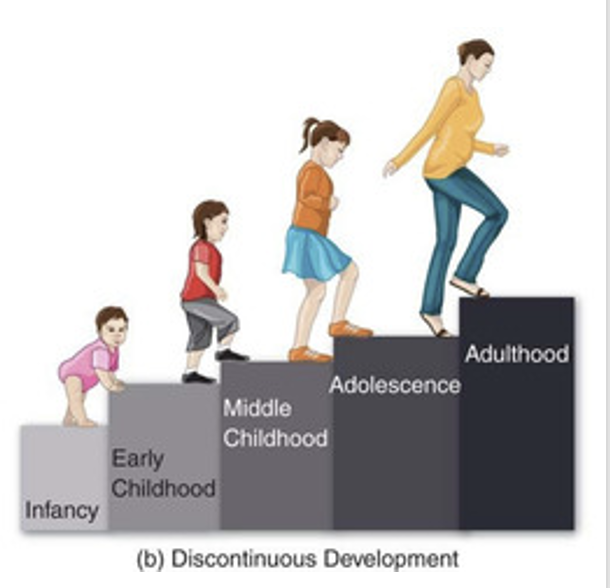 Infancy
Early
Childhood
Middle
Childhood
Adolescence
Adulthood
(b) Discontinuous Development